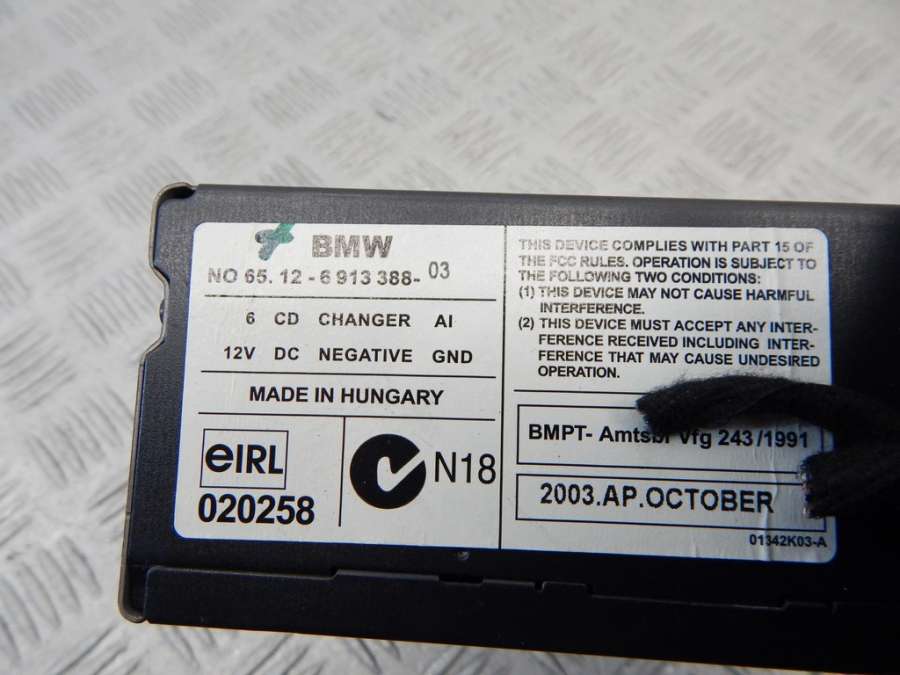 BMW
NO 65.12-6 913 388- 03
6 CD CHANGER AI
12V DC NEGATIVE GND
MADE IN HUNGARY
eIRL
020258
N18
THIS DEVICE COMPLIES WITH PART 15 OF
THE FCC RULES. OPERATION IS SUBJECT TO
THE FOLLOWING TWO CONDITIONS:
(1) THIS DEVICE MAY NOT CAUSE HARMFUL
INTERFERENCE.
(2) THIS DEVICE MUST ACCEPT ANY INTER-
FERENCE RECEIVED INCLUDING INTER-
FERENCE THAT MAY CAUSE UNDESIRED
OPERATION.
BMPT- Amtsbl Vfg 243/1991
2003.AP.OCTOBER
01342K03-A